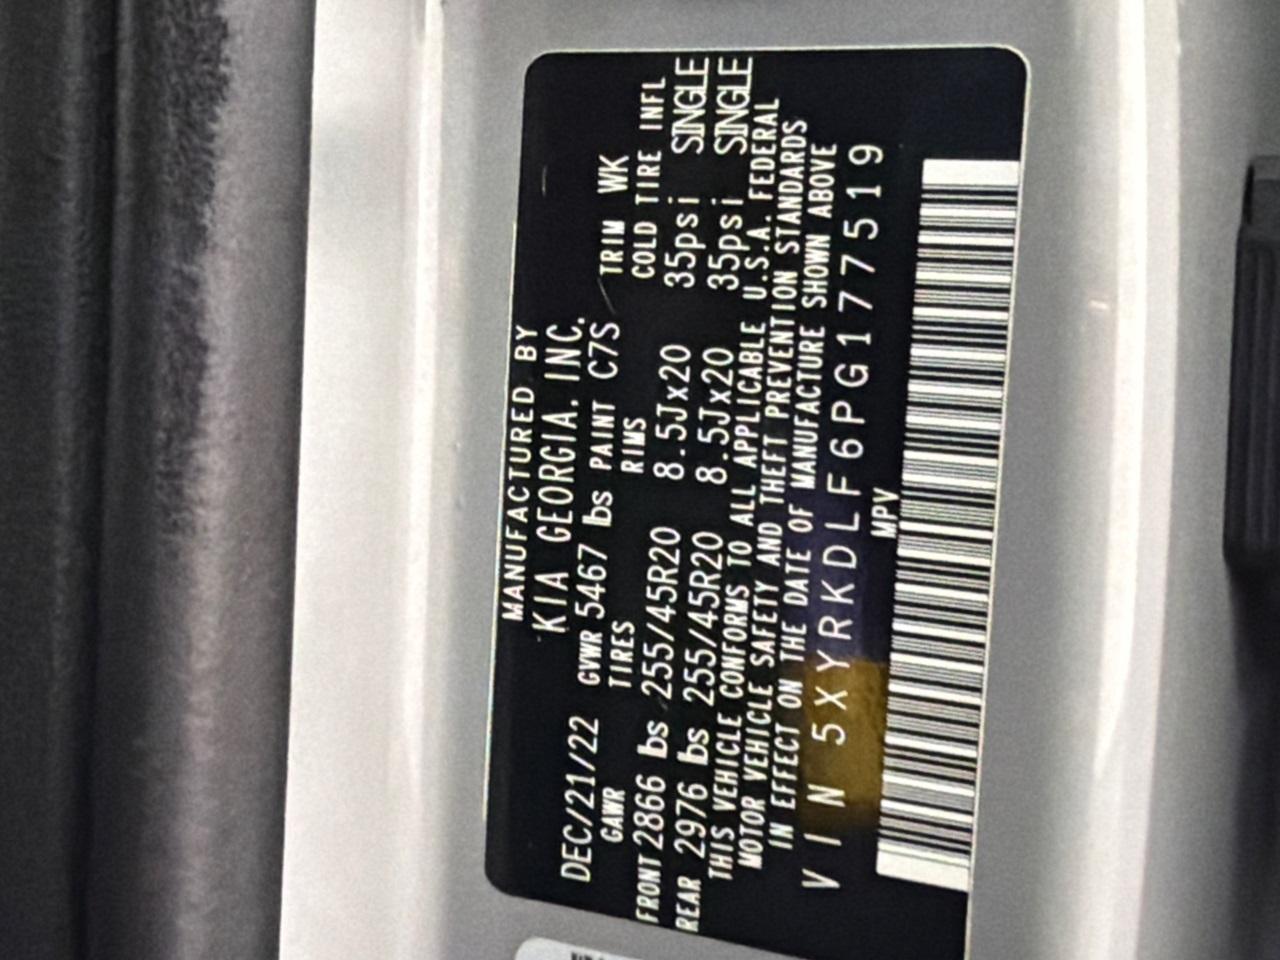 MANUFACTURED BY
KIA GEORGIA, INC.
DEC/21/22 GVWR 5467 lbs PAINT C7S TRIM WK
GAWR TIRES RIMS COLD TIRE INFL
FRONT 2866 lbs 255/45R20 8.5Jx20 35psi SINGLE
REAR 2976 lbs 255/45R20 8.5Jx20 35psi SINGLE
THIS VEHICLE CONFORMS TO ALL APPLICABLE U.S.A. FEDERAL
MOTOR VEHICLE SAFETY AND THEFT PREVENTION STANDARDS
IN EFFECT ON THE DATE OF MANUFACTURE SHOWN ABOVE
VIN 5XYRKDLF6PG177519
MPV